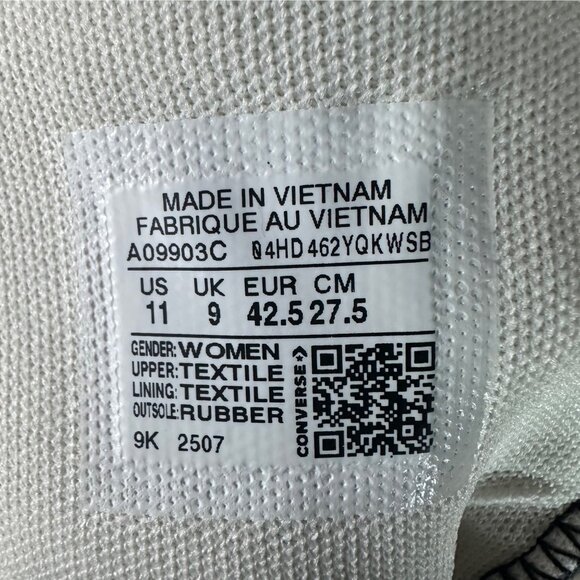 MADE IN VIETNAM
FABRIQUE AU VIETNAM
A09903C 04HD462YQKWSB
US UK EUR CM
11 9 42.5 27.5
GENDER: WOMEN
UPPER: TEXTILE
LINING: TEXTILE
OUTSOLE: RUBBER
9K 2507
CONVERSE